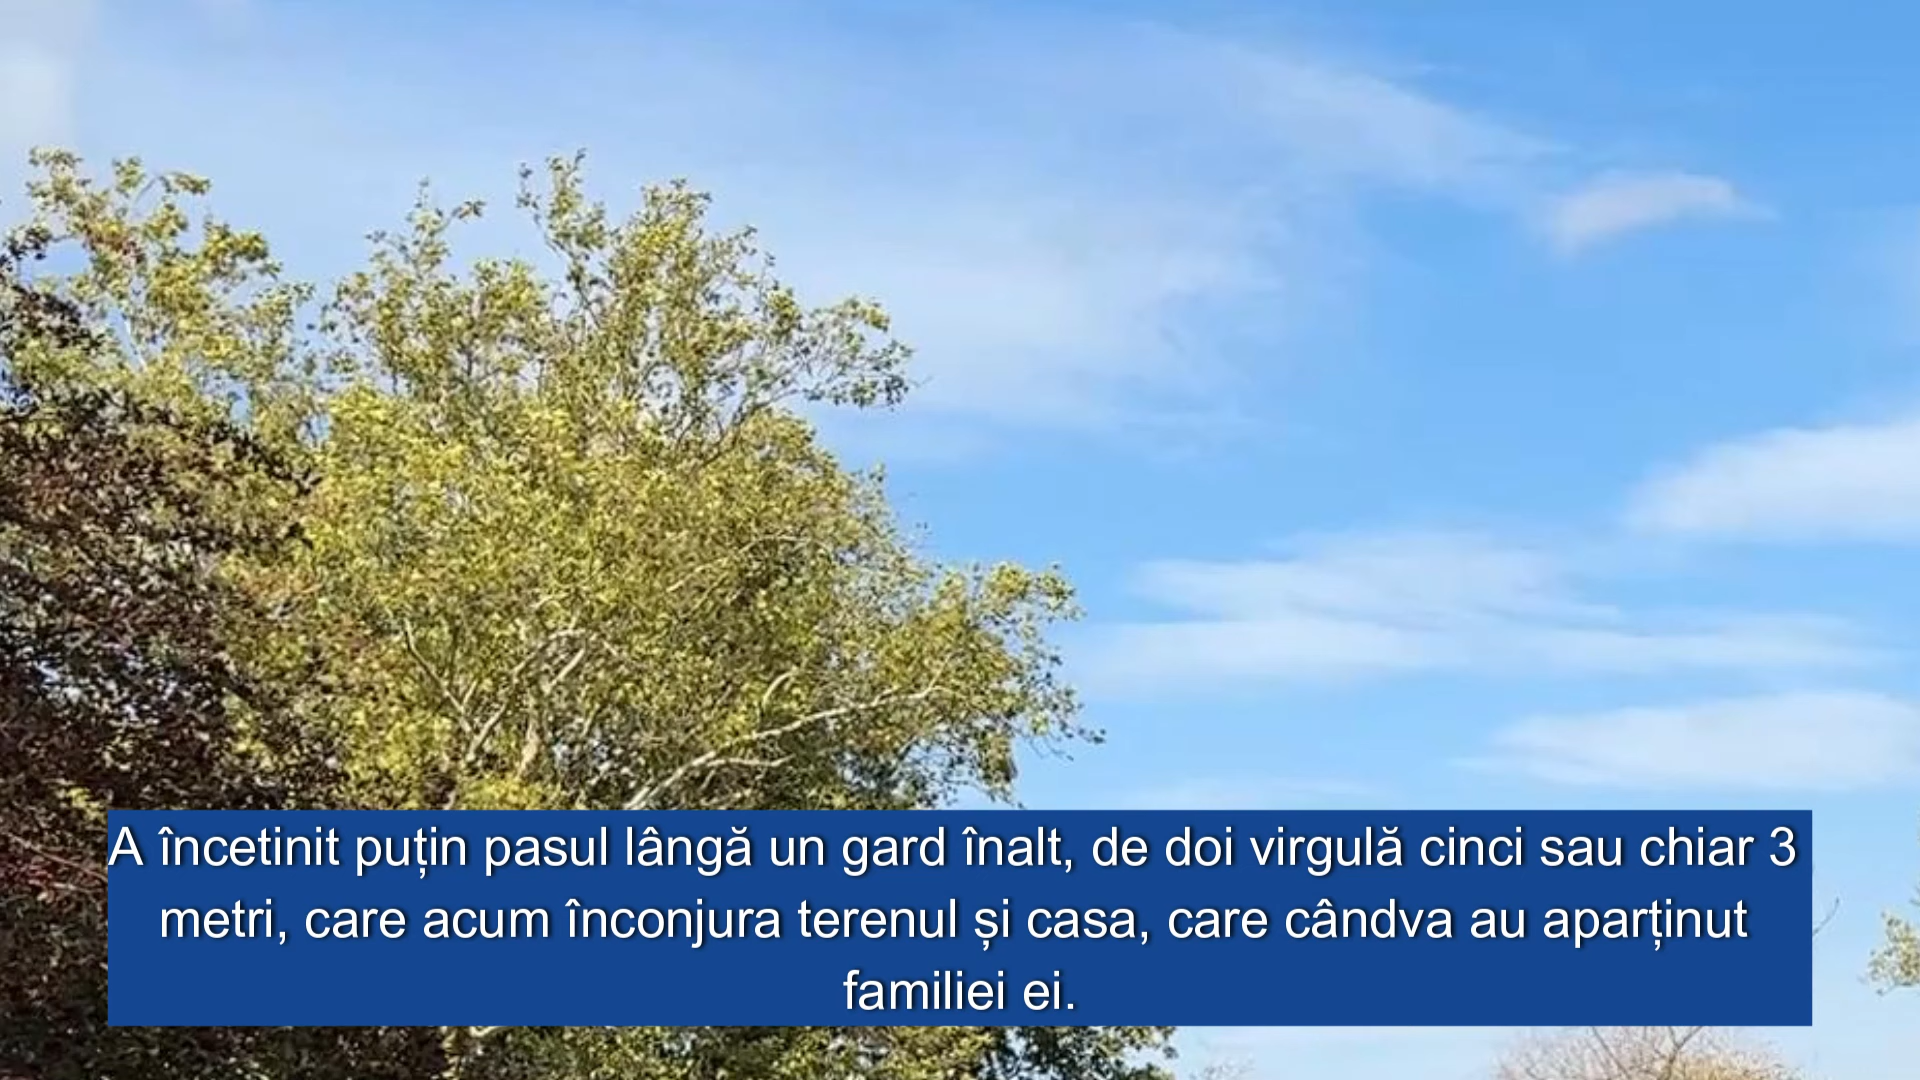 A încetinit puțin pasul lângă un gard înalt, de doi virgulă cinci sau chiar 3
metri, care acum înconjura terenul și casa, care cândva au aparținut
familiei ei.